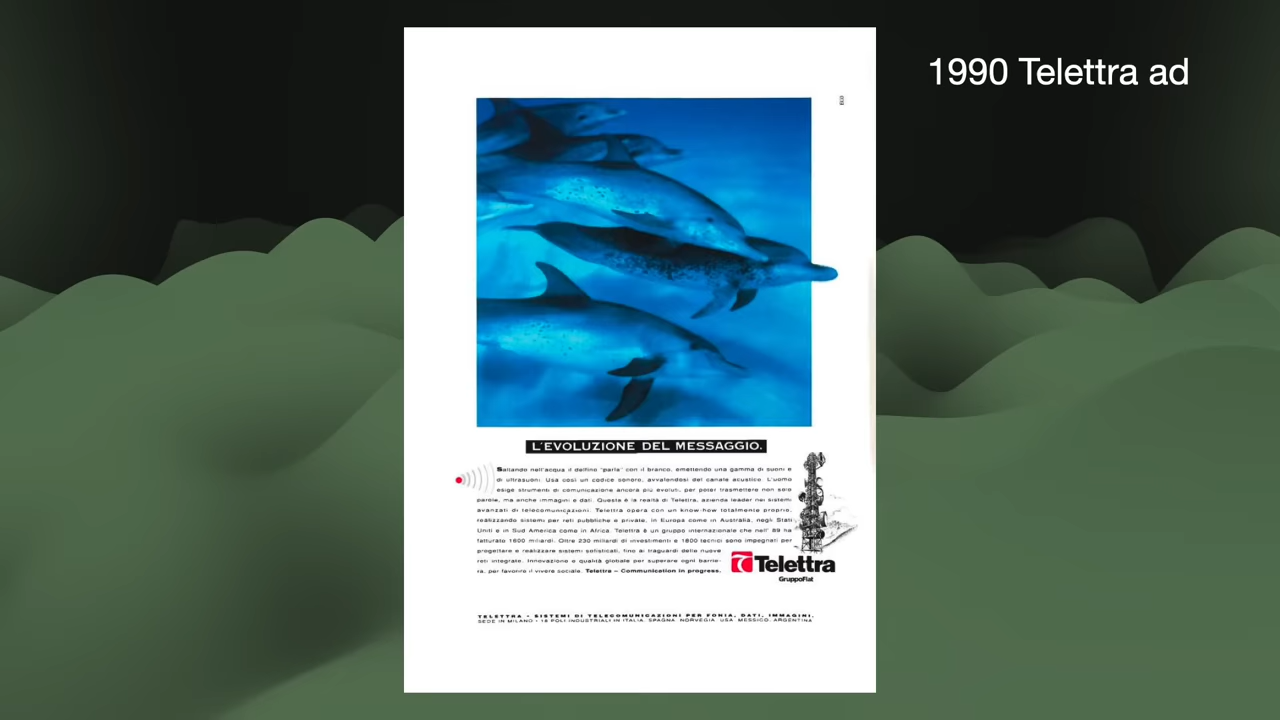 1990 Telettra ad
L'EVOLUZIONE DEL MESSAGGIO.
Saltando nell'acqua il delfino "parla" con il branco, emettendo una gamma di suoni e
di ultrasuoni. Usa così un codice sonoro, avvalendosi del canale acustico. L'uomo
esige strumenti di comunicazione ancora più evoluti, per poter trasmettere non solo
parole, ma anche immagini e dati. Questa è la realtà di Telettra, azienda leader nei sistemi
avanzati di telecomunicazioni. Telettra opera con un know-how totalmente proprio,
realizzando sistemi per reti pubbliche e private, in Europa come in Australia, negli Stati
Uniti e in Sud America come in Africa. Telettra è un gruppo internazionale che nell' 89 ha
fatturato 1600 miliardi. Oltre 230 miliardi di investimenti e 1600 tecnici sono impegnati per
progettare e realizzare sistemi sofisticati, fino ai traguardi delle nuove
reti integrate. Innovazione e qualità globale per superare ogni barrie-
ra, per favorire il vivere sociale. Telettra – Communication in progress.
Telettra
GruppoFiat
TELETTRA - SISTEMI DI TELECOMUNICAZIONI PER FONIA, DATI, IMMAGINI.
SEDE IN MILANO - 18 POLI INDUSTRIALI IN ITALIA, SPAGNA, NORVEGIA, USA, MESSICO, ARGENTINA